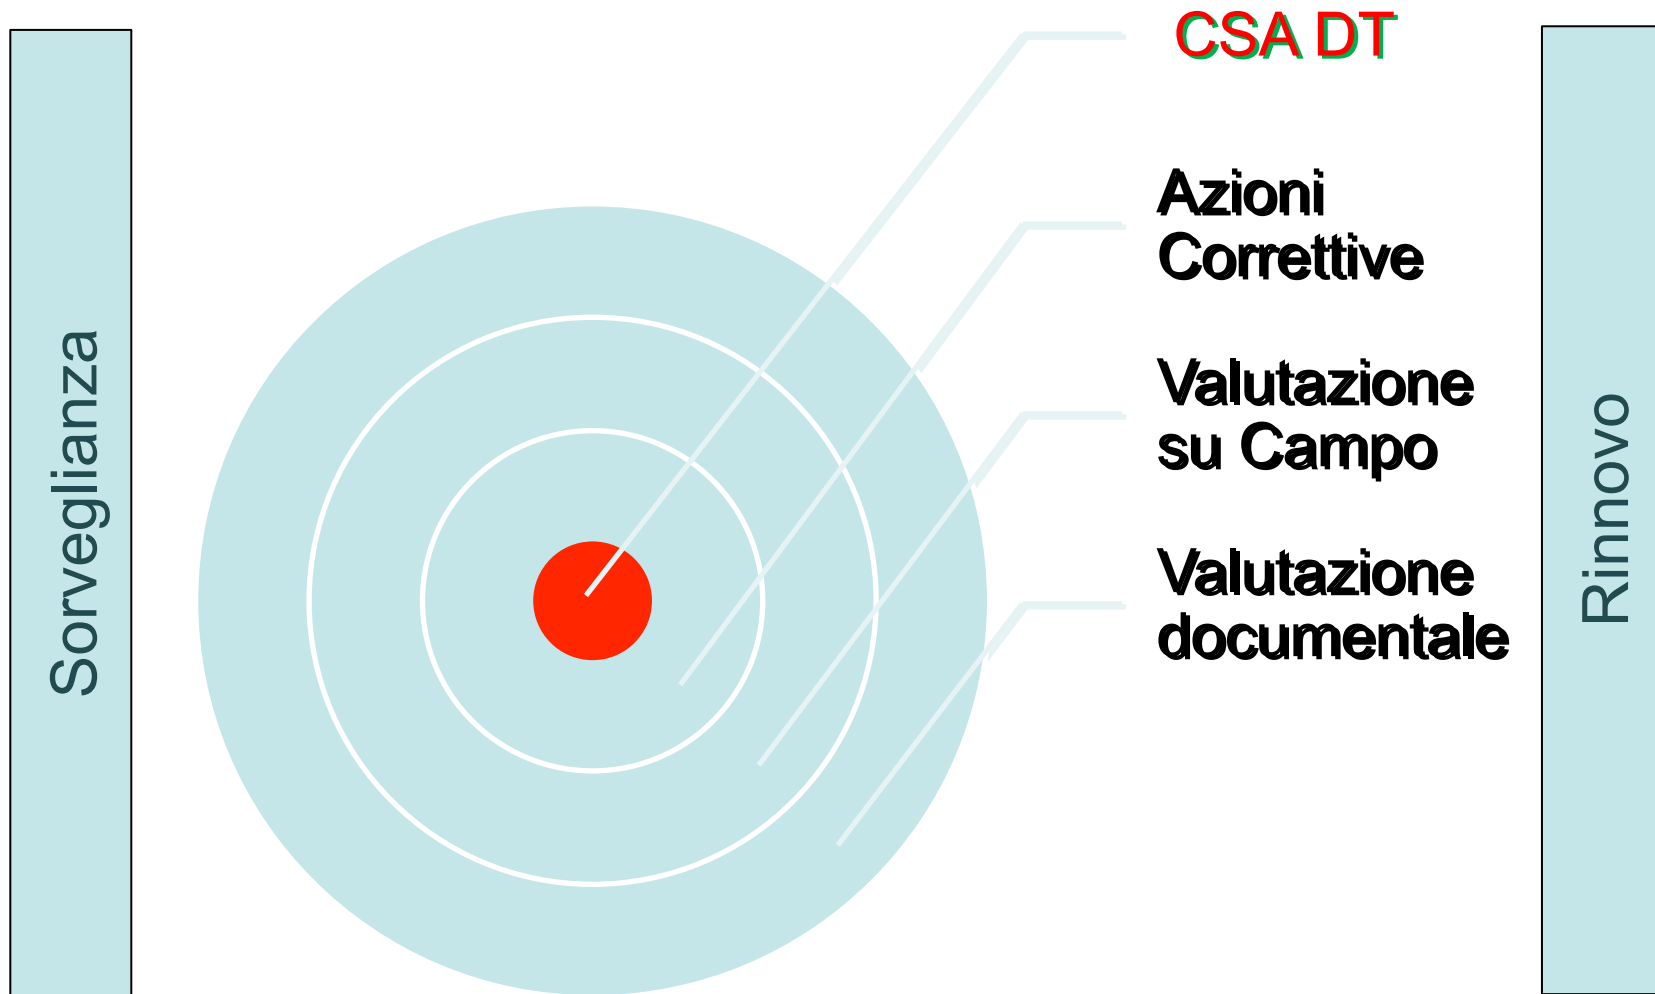 Sorveglianza
CSA DT
Azioni
Correttive
Valutazione
su Campo
Valutazione
documentale
Rinnovo